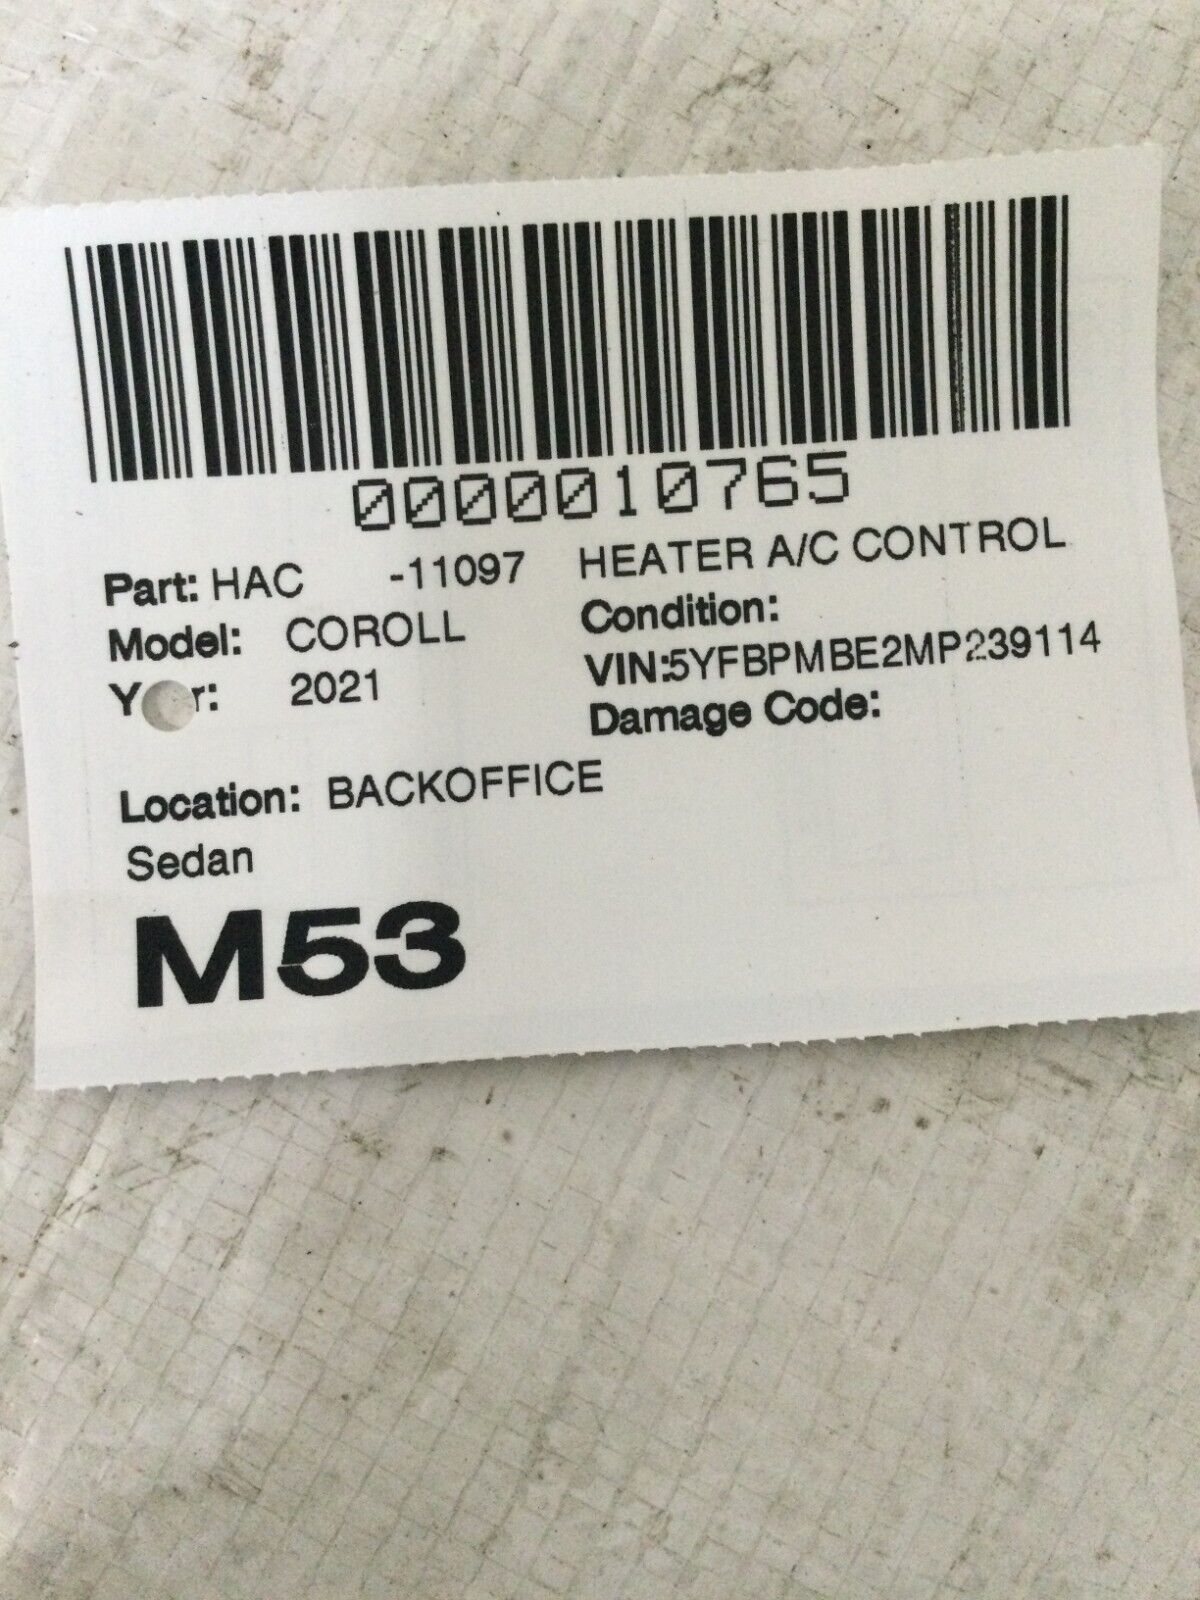 0000010765
Part: HAC -11097 HEATER A/C CONTROL
Model: COROLL Condition:
Y r: 2021 VIN:5YFBPMBE2MP239114
Damage Code:
Location: BACKOFFICE
Sedan
M53